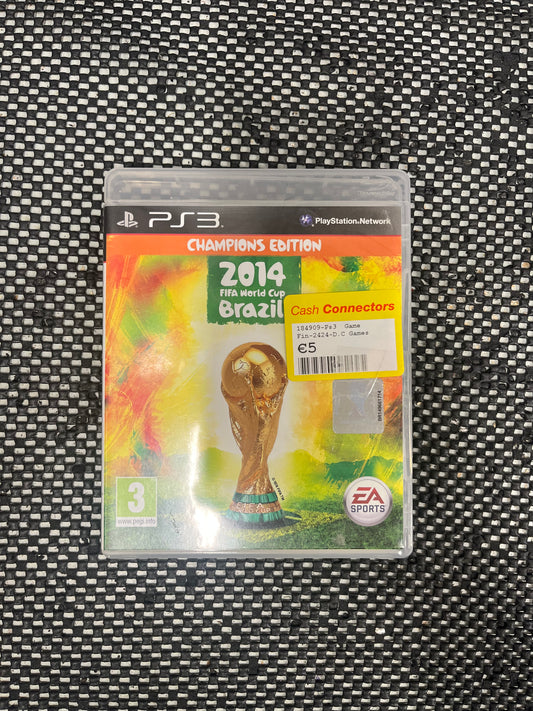 PS3
PlayStation.Network
CHAMPIONS EDITION
2014
FIFA World Cup
Brazil
Cash Connectors
184909-Ps3 Game
Fin-2424-D.C Games
€5
3
www.pegi.info
EA
SPORTS